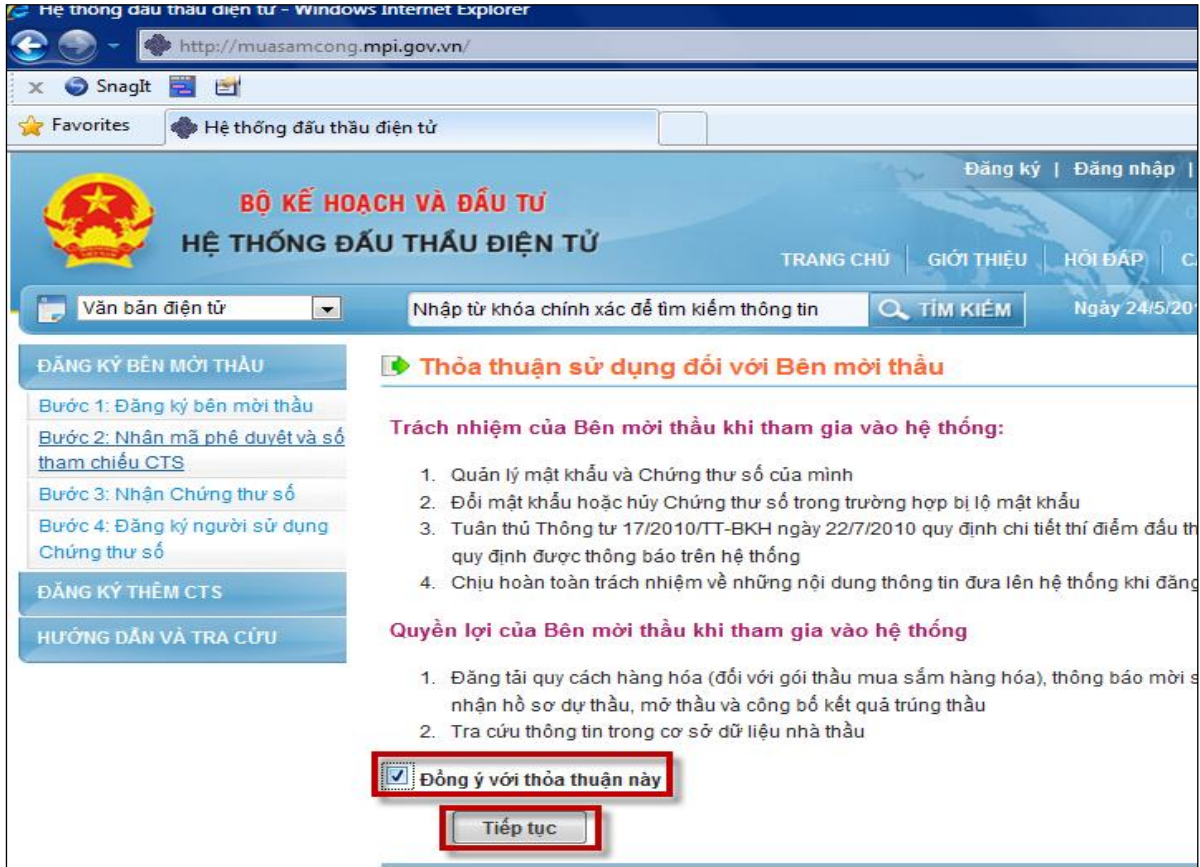 Hệ thống đấu thầu điện tử - Windows Internet Explorer
http://muasamcong.mpi.gov.vn/
x SnagIt
Favorites Hệ thống đấu thầu điện tử
Đăng ký | Đăng nhập |
BỘ KẾ HOẠCH VÀ ĐẦU TƯ
HỆ THỐNG ĐẤU THẦU ĐIỆN TỬ
TRANG CHỦ GIỚI THIỆU HỎI ĐÁP
Văn bản điện tử Nhập từ khóa chính xác để tìm kiếm thông tin TÌM KIẾM Ngày 24/5/201
ĐĂNG KÝ BÊN MỜI THẦU
Bước 1: Đăng ký bên mời thầu
Bước 2: Nhận mã phê duyệt và số
tham chiếu CTS
Bước 3: Nhận Chứng thư số
Bước 4: Đăng ký người sử dụng
Chứng thư số
ĐĂNG KÝ THÊM CTS
HƯỚNG DẪN VÀ TRA CỨU
Thỏa thuận sử dụng đối với Bên mời thầu
Trách nhiệm của Bên mời thầu khi tham gia vào hệ thống:
1. Quản lý mật khẩu và Chứng thư số của mình
2. Đổi mật khẩu hoặc hủy Chứng thư số trong trường hợp bị lộ mật khẩu
3. Tuân thủ Thông tư 17/2010/TT-BKH ngày 22/7/2010 quy định chi tiết thí điểm đấu th
quy định được thông báo trên hệ thống
4. Chịu hoàn toàn trách nhiệm về những nội dung thông tin đưa lên hệ thống khi đăng
Quyền lợi của Bên mời thầu khi tham gia vào hệ thống
1. Đăng tải quy cách hàng hóa (đối với gói thầu mua sắm hàng hóa), thông báo mời s
nhận hồ sơ dự thầu, mở thầu và công bố kết quả trúng thầu
2. Tra cứu thông tin trong cơ sở dữ liệu nhà thầu
Đồng ý với thỏa thuận này
Tiếp tục